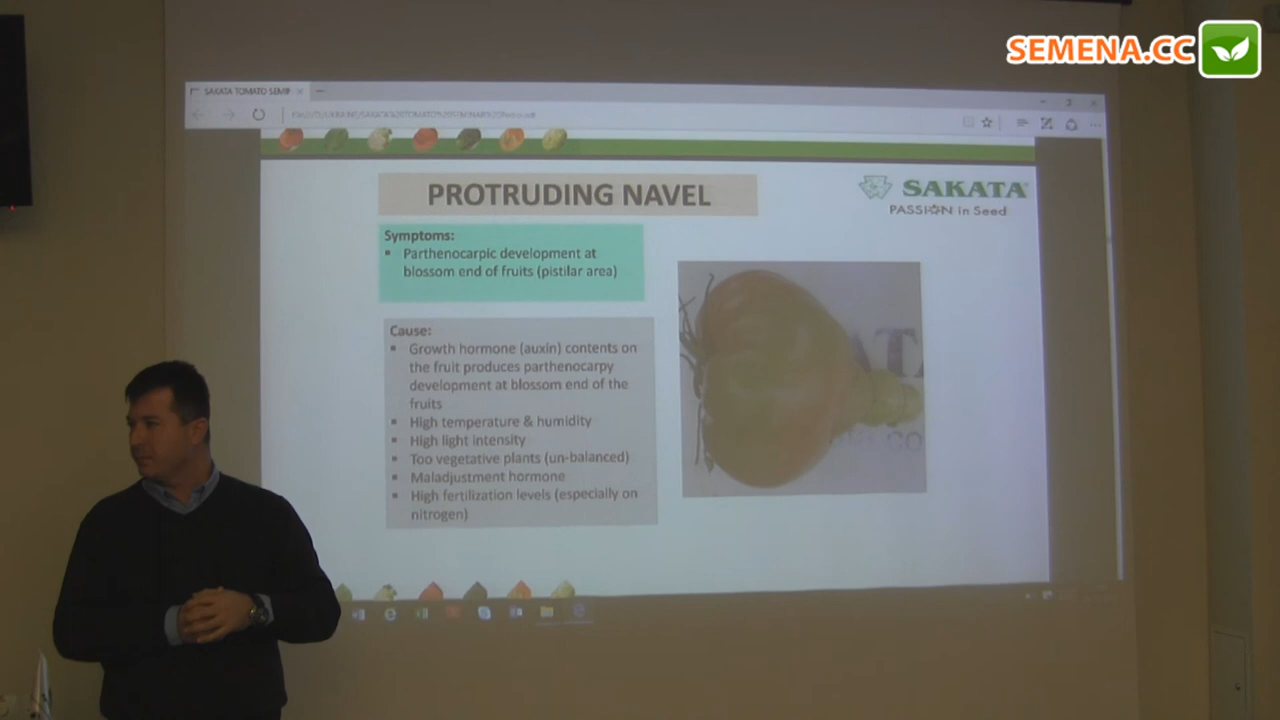 SEMENA.CC
SAKATA TOMATO SEMIN
PROTRUDING NAVEL
SAKATA
PASSION in Seed
Symptoms:
▪ Parthenocarpic development at
blossom end of fruits (pistilar area)
Cause:
▪ Growth hormone (auxin) contents on
the fruit produces parthenocarpy
development at blossom end of the
fruits
▪ High temperature & humidity
▪ High light intensity
▪ Too vegetative plants (un-balanced)
▪ Maladjustment hormone
▪ High fertilization levels (especially on
nitrogen)